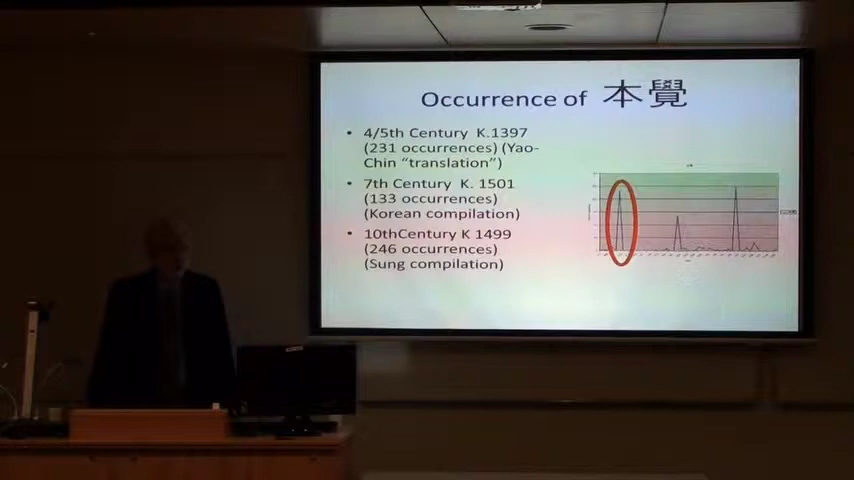 Occurrence of 本覺
• 4/5th Century K.1397
(231 occurrences) (Yao-
Chin “translation”)
• 7th Century K. 1501
(133 occurrences)
(Korean compilation)
• 10thCentury K 1499
(246 occurrences)
(Sung compilation)